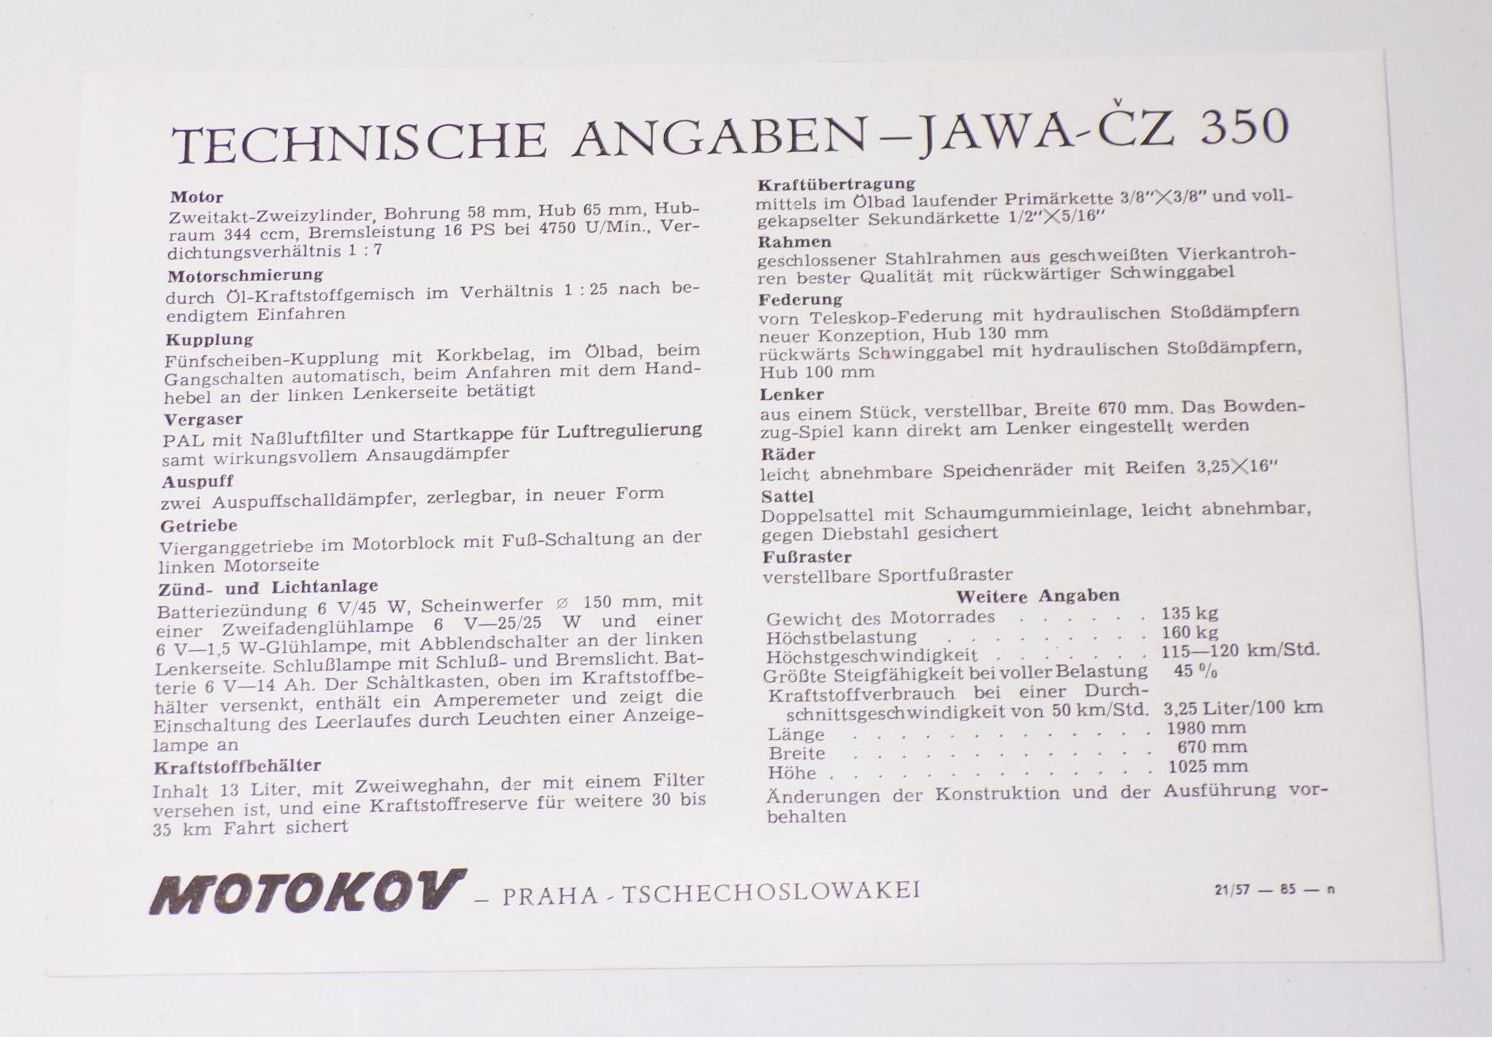 TECHNISCHE ANGABEN – JAWA-ČZ 350
Motor
Zweitakt-Zweizylinder, Bohrung 58 mm, Hub 65 mm, Hub-
raum 344 ccm, Bremsleistung 16 PS bei 4750 U/Min., Ver-
dichtungsverhältnis 1 : 7
Motorschmierung
durch Öl-Kraftstoffgemisch im Verhältnis 1 : 25 nach be-
endigtem Einfahren
Kupplung
Fünfscheiben-Kupplung mit Korkbelag, im Ölbad, beim
Gangschalten automatisch, beim Anfahren mit dem Hand-
hebel an der linken Lenkerseite betätigt
Vergaser
PAL mit Naßluftfilter und Startkappe für Luftregulierung
samt wirkungsvollem Ansaugdämpfer
Auspuff
zwei Auspuffschalldämpfer, zerlegbar, in neuer Form
Getriebe
Vierganggetriebe im Motorblock mit Fuß-Schaltung an der
linken Motorseite
Zünd- und Lichtanlage
Batteriezündung 6 V/45 W, Scheinwerfer ∅ 150 mm, mit
einer Zweifadenglühlampe 6 V—25/25 W und einer
6 V—1,5 W-Glühlampe, mit Abblendschalter an der linken
Lenkerseite. Schlußlampe mit Schluß- und Bremslicht. Bat-
terie 6 V—14 Ah. Der Schaltkasten, oben im Kraftstoffbe-
hälter versenkt, enthält ein Amperemeter und zeigt die
Einschaltung des Leerlaufes durch Leuchten einer Anzeige-
lampe an
Kraftstoffbehälter
Inhalt 13 Liter, mit Zweiweghahn, der mit einem Filter
versehen ist, und eine Kraftstoffreserve für weitere 30 bis
35 km Fahrt sichert
Kraftübertragung
mittels im Ölbad laufender Primärkette 3/8"×3/8" und voll-
gekapselter Sekundärkette 1/2"×5/16"
Rahmen
geschlossener Stahlrahmen aus geschweißten Vierkantroh-
ren bester Qualität mit rückwärtiger Schwinggabel
Federung
vorn Teleskop-Federung mit hydraulischen Stoßdämpfern
neuer Konzeption, Hub 130 mm
rückwärts Schwinggabel mit hydraulischen Stoßdämpfern,
Hub 100 mm
Lenker
aus einem Stück, verstellbar, Breite 670 mm. Das Bowden-
zug-Spiel kann direkt am Lenker eingestellt werden
Räder
leicht abnehmbare Speichenräder mit Reifen 3,25×16"
Sattel
Doppelsattel mit Schaumgummieinlage, leicht abnehmbar,
gegen Diebstahl gesichert
Fußraster
verstellbare Sportfußraster
Weitere Angaben
Gewicht des Motorrades . . . . . . 135 kg
Höchstbelastung . . . . . . . . . 160 kg
Höchstgeschwindigkeit . . . . . . . 115—120 km/Std.
Größte Steigfähigkeit bei voller Belastung 45 %
Kraftstoffverbrauch bei einer Durch-
schnittsgeschwindigkeit von 50 km/Std. 3,25 Liter/100 km
Länge . . . . . . . . . . . . . 1980 mm
Breite . . . . . . . . . . . . . 670 mm
Höhe . . . . . . . . . . . . . . 1025 mm
Änderungen der Konstruktion und der Ausführung vor-
behalten
MOTOKOV – PRAHA - TSCHECHOSLOWAKEI
21/57 — 85 — n